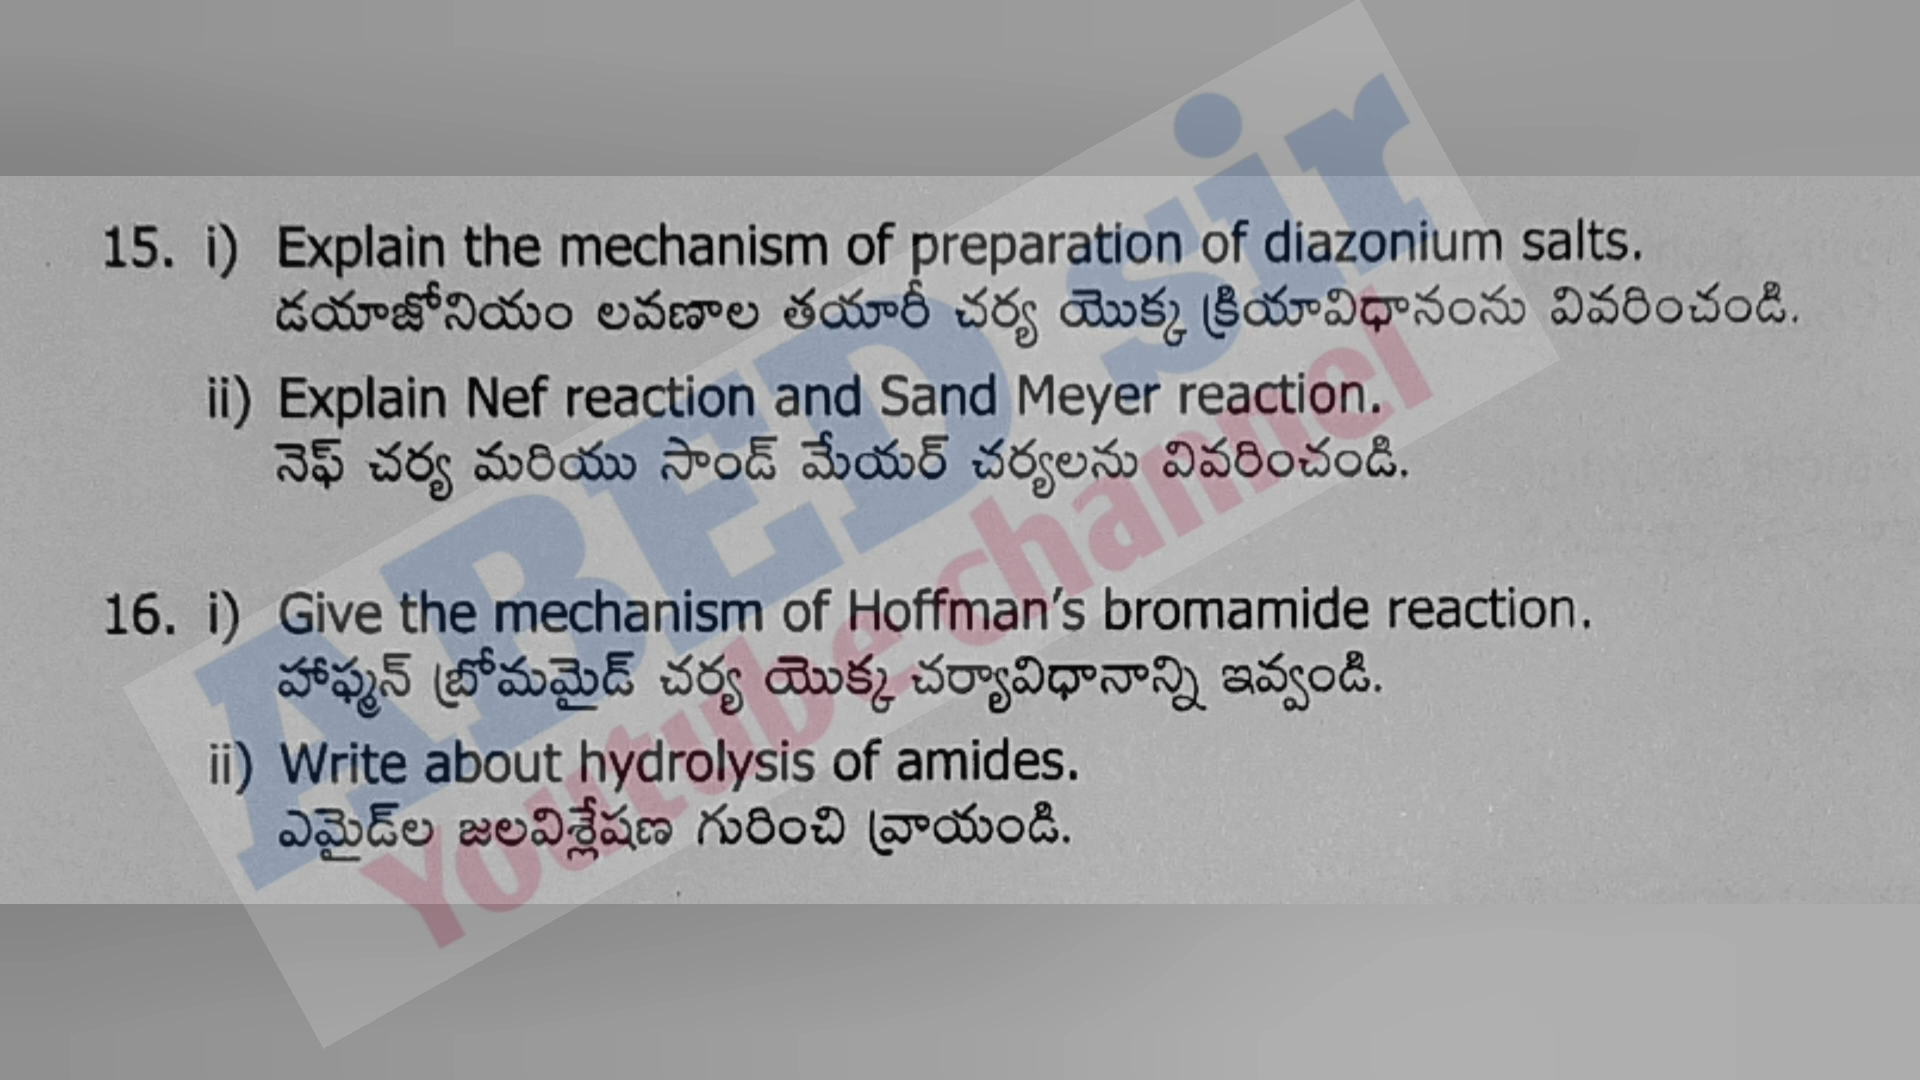 15. i) Explain the mechanism of preparation of diazonium salts.
డయాజోనియం లవణాల తయారీ చర్య యొక్క క్రియావిధానంను వివరించండి.
ii) Explain Nef reaction and Sand Meyer reaction.
నెఫ్ చర్య మరియు సాండ్ మేయర్ చర్యలను వివరించండి.
16. i) Give the mechanism of Hoffman's bromamide reaction.
హాఫ్మన్ బ్రోమమైడ్ చర్య యొక్క చర్యావిధానాన్ని ఇవ్వండి.
ii) Write about hydrolysis of amides.
ఎమైడ్‌ల జలవిశ్లేషణ గురించి వ్రాయండి.
ABED sir
Youtube channel